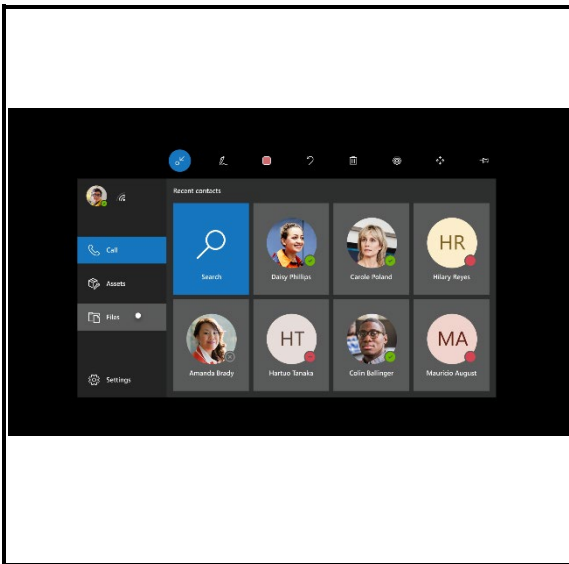 Recent contacts
Call
Assets
Files
Settings
Search
Daisy Phillips
Carole Poland
HR
Hilary Reyes
Amanda Brady
HT
Hartuo Tanaka
Colin Ballinger
MA
Mauricio August